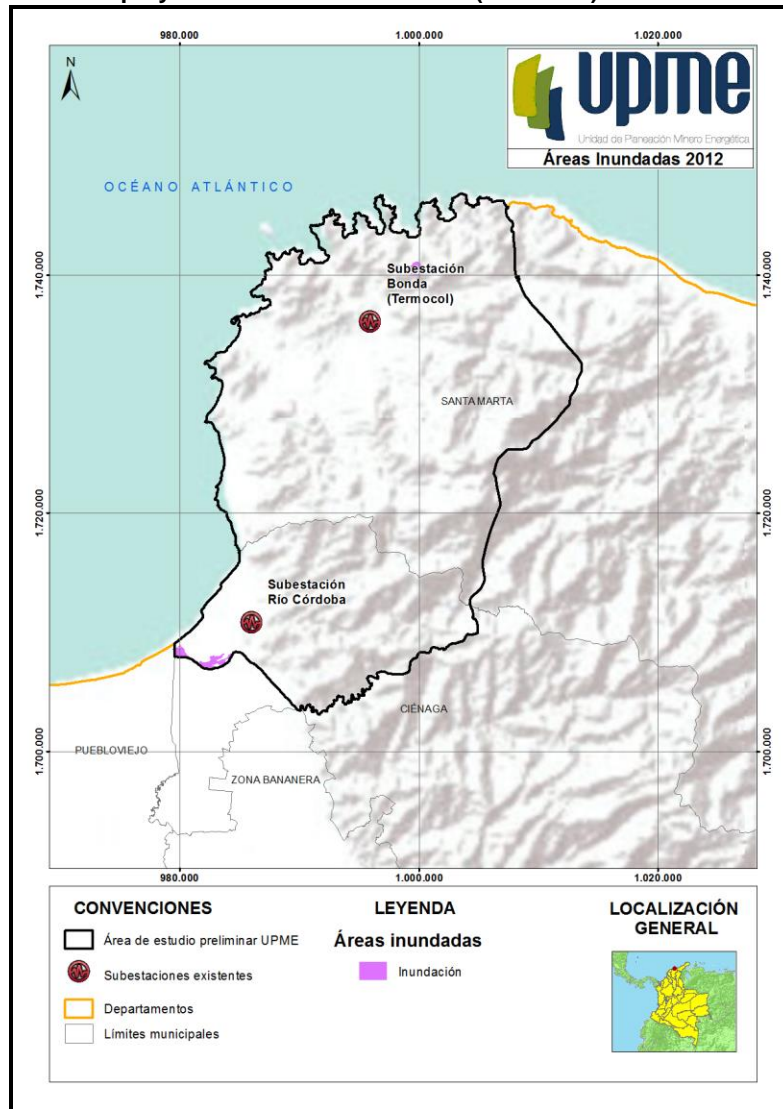 980.000
1.000.000
1.020.000
N
upme
Unidad de Planeación Minero Energética
Áreas Inundadas 2012
OCÉANO ATLÁNTICO
1.740.000
1.740.000
Subestación
Bonda
(Termocol)
SANTA MARTA
1.720.000
1.720.000
Subestación
Río Córdoba
CIÉNAGA
PUEBLOVIEJO
ZONA BANANERA
1.700.000
1.700.000
980.000
1.000.000
1.020.000
CONVENCIONES
Área de estudio preliminar UPME
Subestaciones existentes
Departamentos
Límites municipales
LEYENDA
Áreas inundadas
Inundación
LOCALIZACIÓN
GENERAL